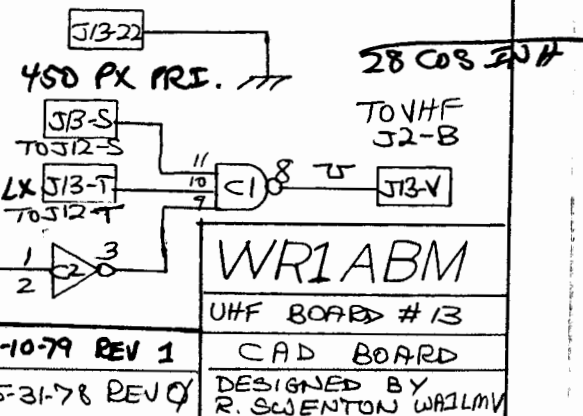 J13-22
28 COS INH
450 PX PRI.
TO VHF
J2-B
J13-S
TO J12-S
11
8
LX J13-T
10
C1
J13-V
TO J12-T
9
1
C2
3
2
WR1ABM
UHF BOARD #13
-10-79 REV 1
CAD BOARD
5-31-78 REV 0
DESIGNED BY
R. SWENTON WA1LMV